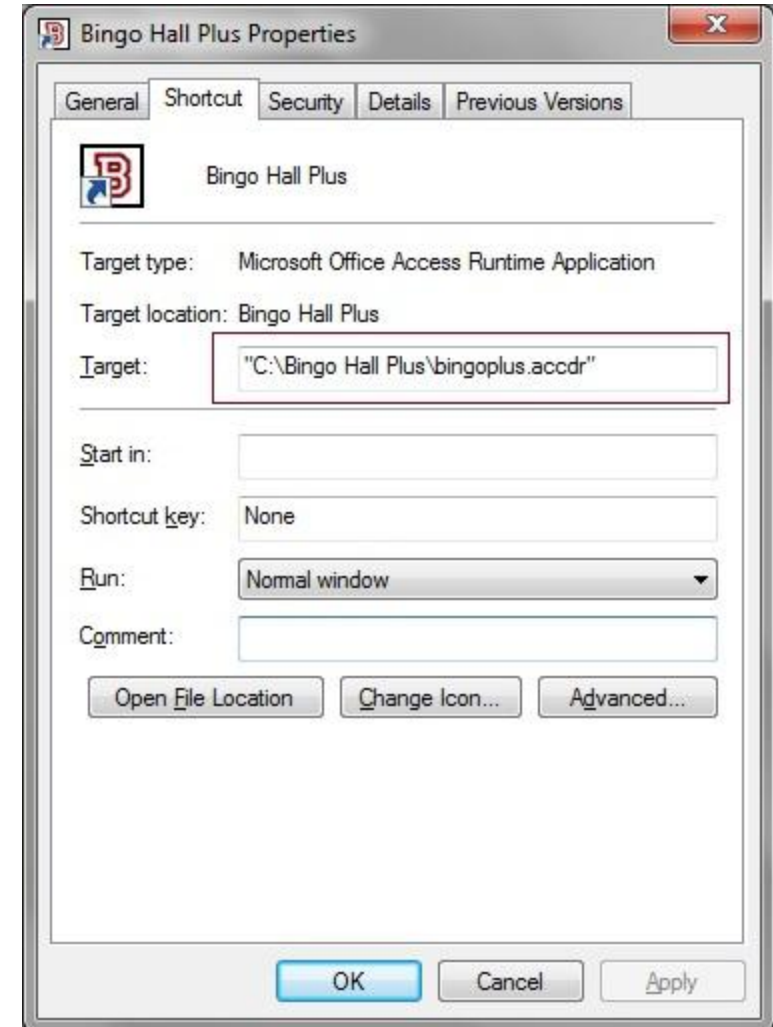 Bingo Hall Plus Properties
General Shortcut Security Details Previous Versions
B
Bingo Hall Plus
Target type: Microsoft Office Access Runtime Application
Target location: Bingo Hall Plus
Target: "C:\Bingo Hall Plus\bingoplus.accdr"
Start in:
Shortcut key: None
Run: Normal window
Comment:
Open File Location Change Icon... Advanced...
OK Cancel Apply